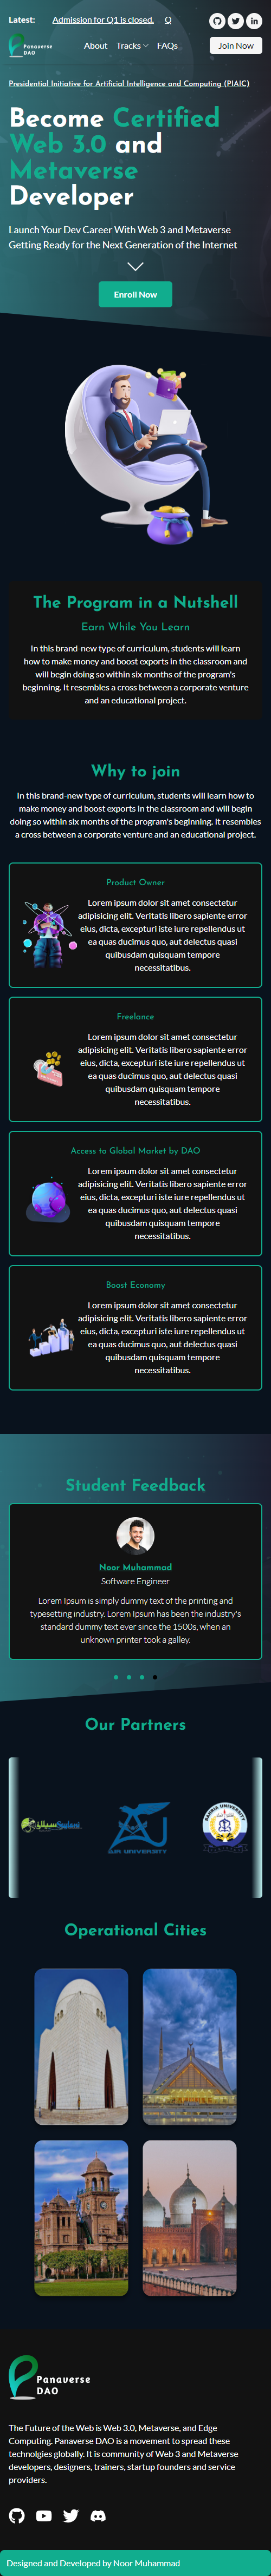 Latest: Admission for Q1 is closed. Q
Panaverse
DAO
About Tracks FAQs
Join Now
Presidential Initiative for Artificial Intelligence and Computing (PIAIC)
Become Certified
Web 3.0 and
Metaverse
Developer
Launch Your Dev Career With Web 3 and Metaverse
Getting Ready for the Next Generation of the Internet
Enroll Now
The Program in a Nutshell
Earn While You Learn
In this brand-new type of curriculum, students will learn
how to make money and boost exports in the classroom and
will begin doing so within six months of the program's
beginning. It resembles a cross between a corporate venture
and an educational project.
Why to join
In this brand-new type of curriculum, students will learn how to
make money and boost exports in the classroom and will begin
doing so within six months of the program's beginning. It resembles
a cross between a corporate venture and an educational project.
Product Owner
Lorem ipsum dolor sit amet consectetur
adipisicing elit. Veritatis libero sapiente error
eius, dicta, excepturi iste iure repellendus ut
ea quas ducimus quo, aut delectus quasi
quibusdam quisquam tempore
necessitatibus.
Freelance
Lorem ipsum dolor sit amet consectetur
adipisicing elit. Veritatis libero sapiente error
eius, dicta, excepturi iste iure repellendus ut
ea quas ducimus quo, aut delectus quasi
quibusdam quisquam tempore
necessitatibus.
Access to Global Market by DAO
Lorem ipsum dolor sit amet consectetur
adipisicing elit. Veritatis libero sapiente error
eius, dicta, excepturi iste iure repellendus ut
ea quas ducimus quo, aut delectus quasi
quibusdam quisquam tempore
necessitatibus.
Boost Economy
Lorem ipsum dolor sit amet consectetur
adipisicing elit. Veritatis libero sapiente error
eius, dicta, excepturi iste iure repellendus ut
ea quas ducimus quo, aut delectus quasi
quibusdam quisquam tempore
necessitatibus.
Student Feedback
Noor Muhammad
Software Engineer
Lorem Ipsum is simply dummy text of the printing and
typesetting industry. Lorem Ipsum has been the industry's
standard dummy text ever since the 1500s, when an
unknown printer took a galley.
Our Partners
Saylani
UNIVERSITY
BAHRIA UNIVERSITY
Operational Cities
Panaverse
DAO
The Future of the Web is Web 3.0, Metaverse, and Edge
Computing. Panaverse DAO is a movement to spread these
technolgies globally. It is community of Web 3 and Metaverse
developers, designers, trainers, startup founders and service
providers.
Designed and Developed by Noor Muhammad